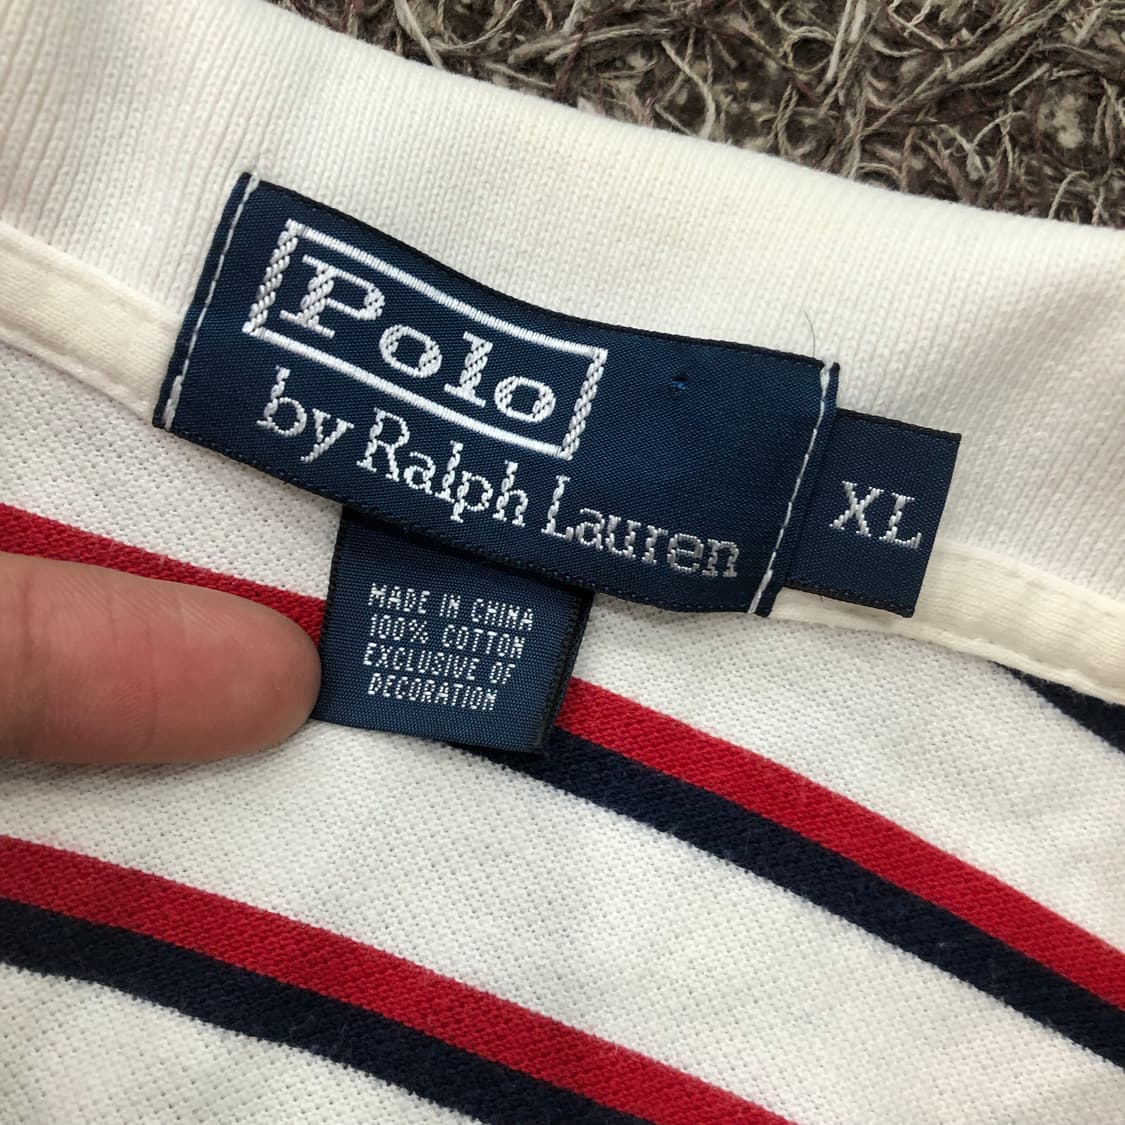 Polo
by Ralph Lauren
XL
MADE IN CHINA
100% COTTON
EXCLUSIVE OF
DECORATION